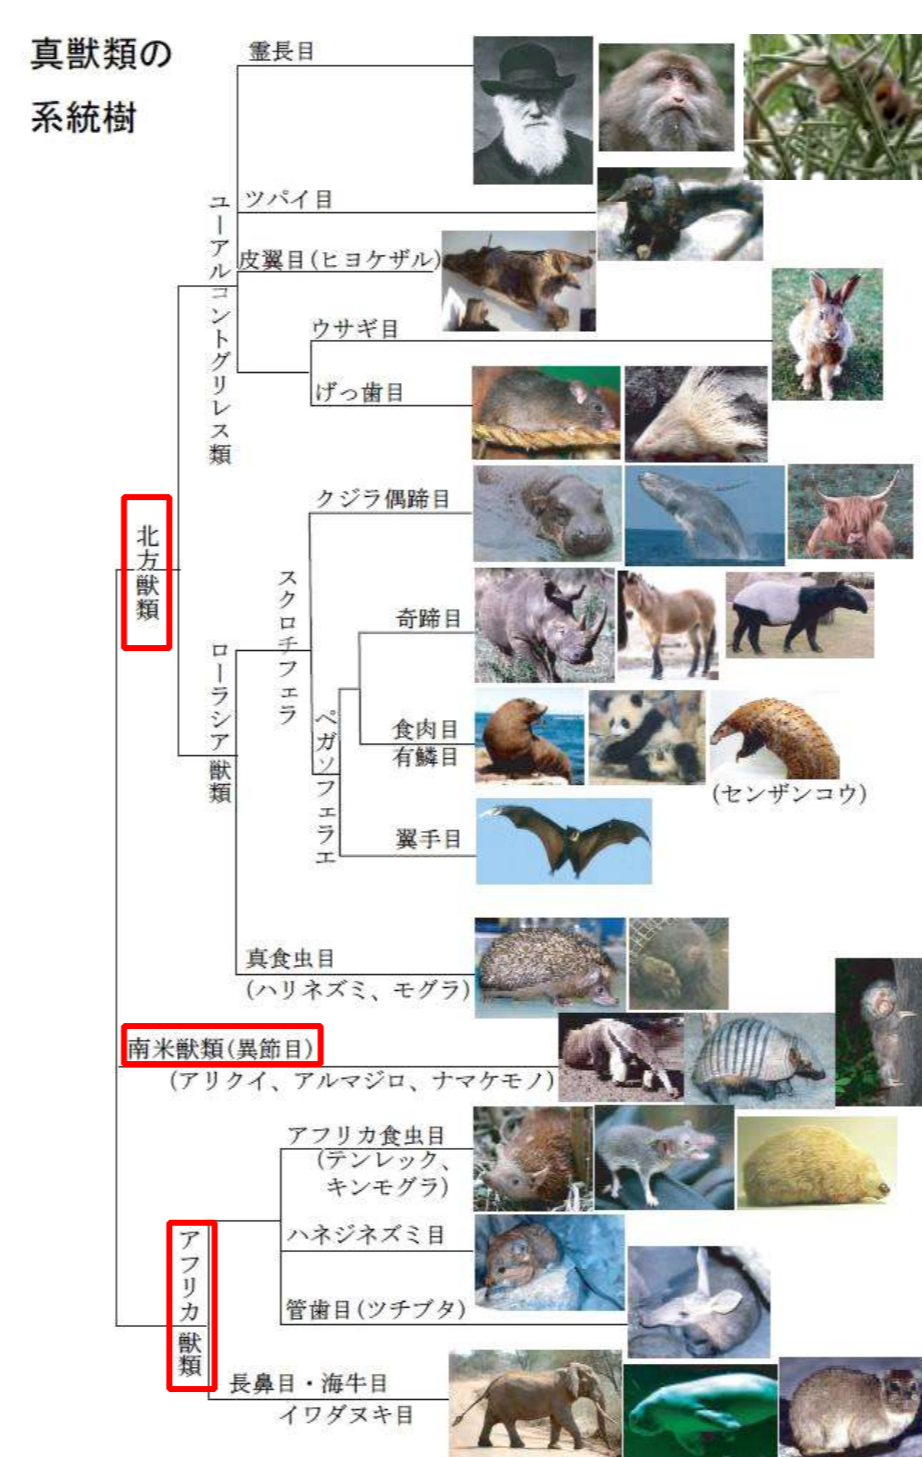 真獣類の
系統樹
霊長目
ツパイ目
皮翼目(ヒヨケザル)
ユーアルコントグリレス類
ウサギ目
げっ歯目
北方獣類
クジラ偶蹄目
スクロチフェラ
奇蹄目
ローラシア獣類
ペガソフェラエ
食肉目
有鱗目
(センザンコウ)
翼手目
真食虫目
(ハリネズミ、モグラ)
南米獣類(異節目)
(アリクイ、アルマジロ、ナマケモノ)
アフリカ食虫目
(テンレック、
キンモグラ)
アフリカ獣類
ハネジネズミ目
管歯目(ツチブタ)
長鼻目・海牛目
イワダヌキ目